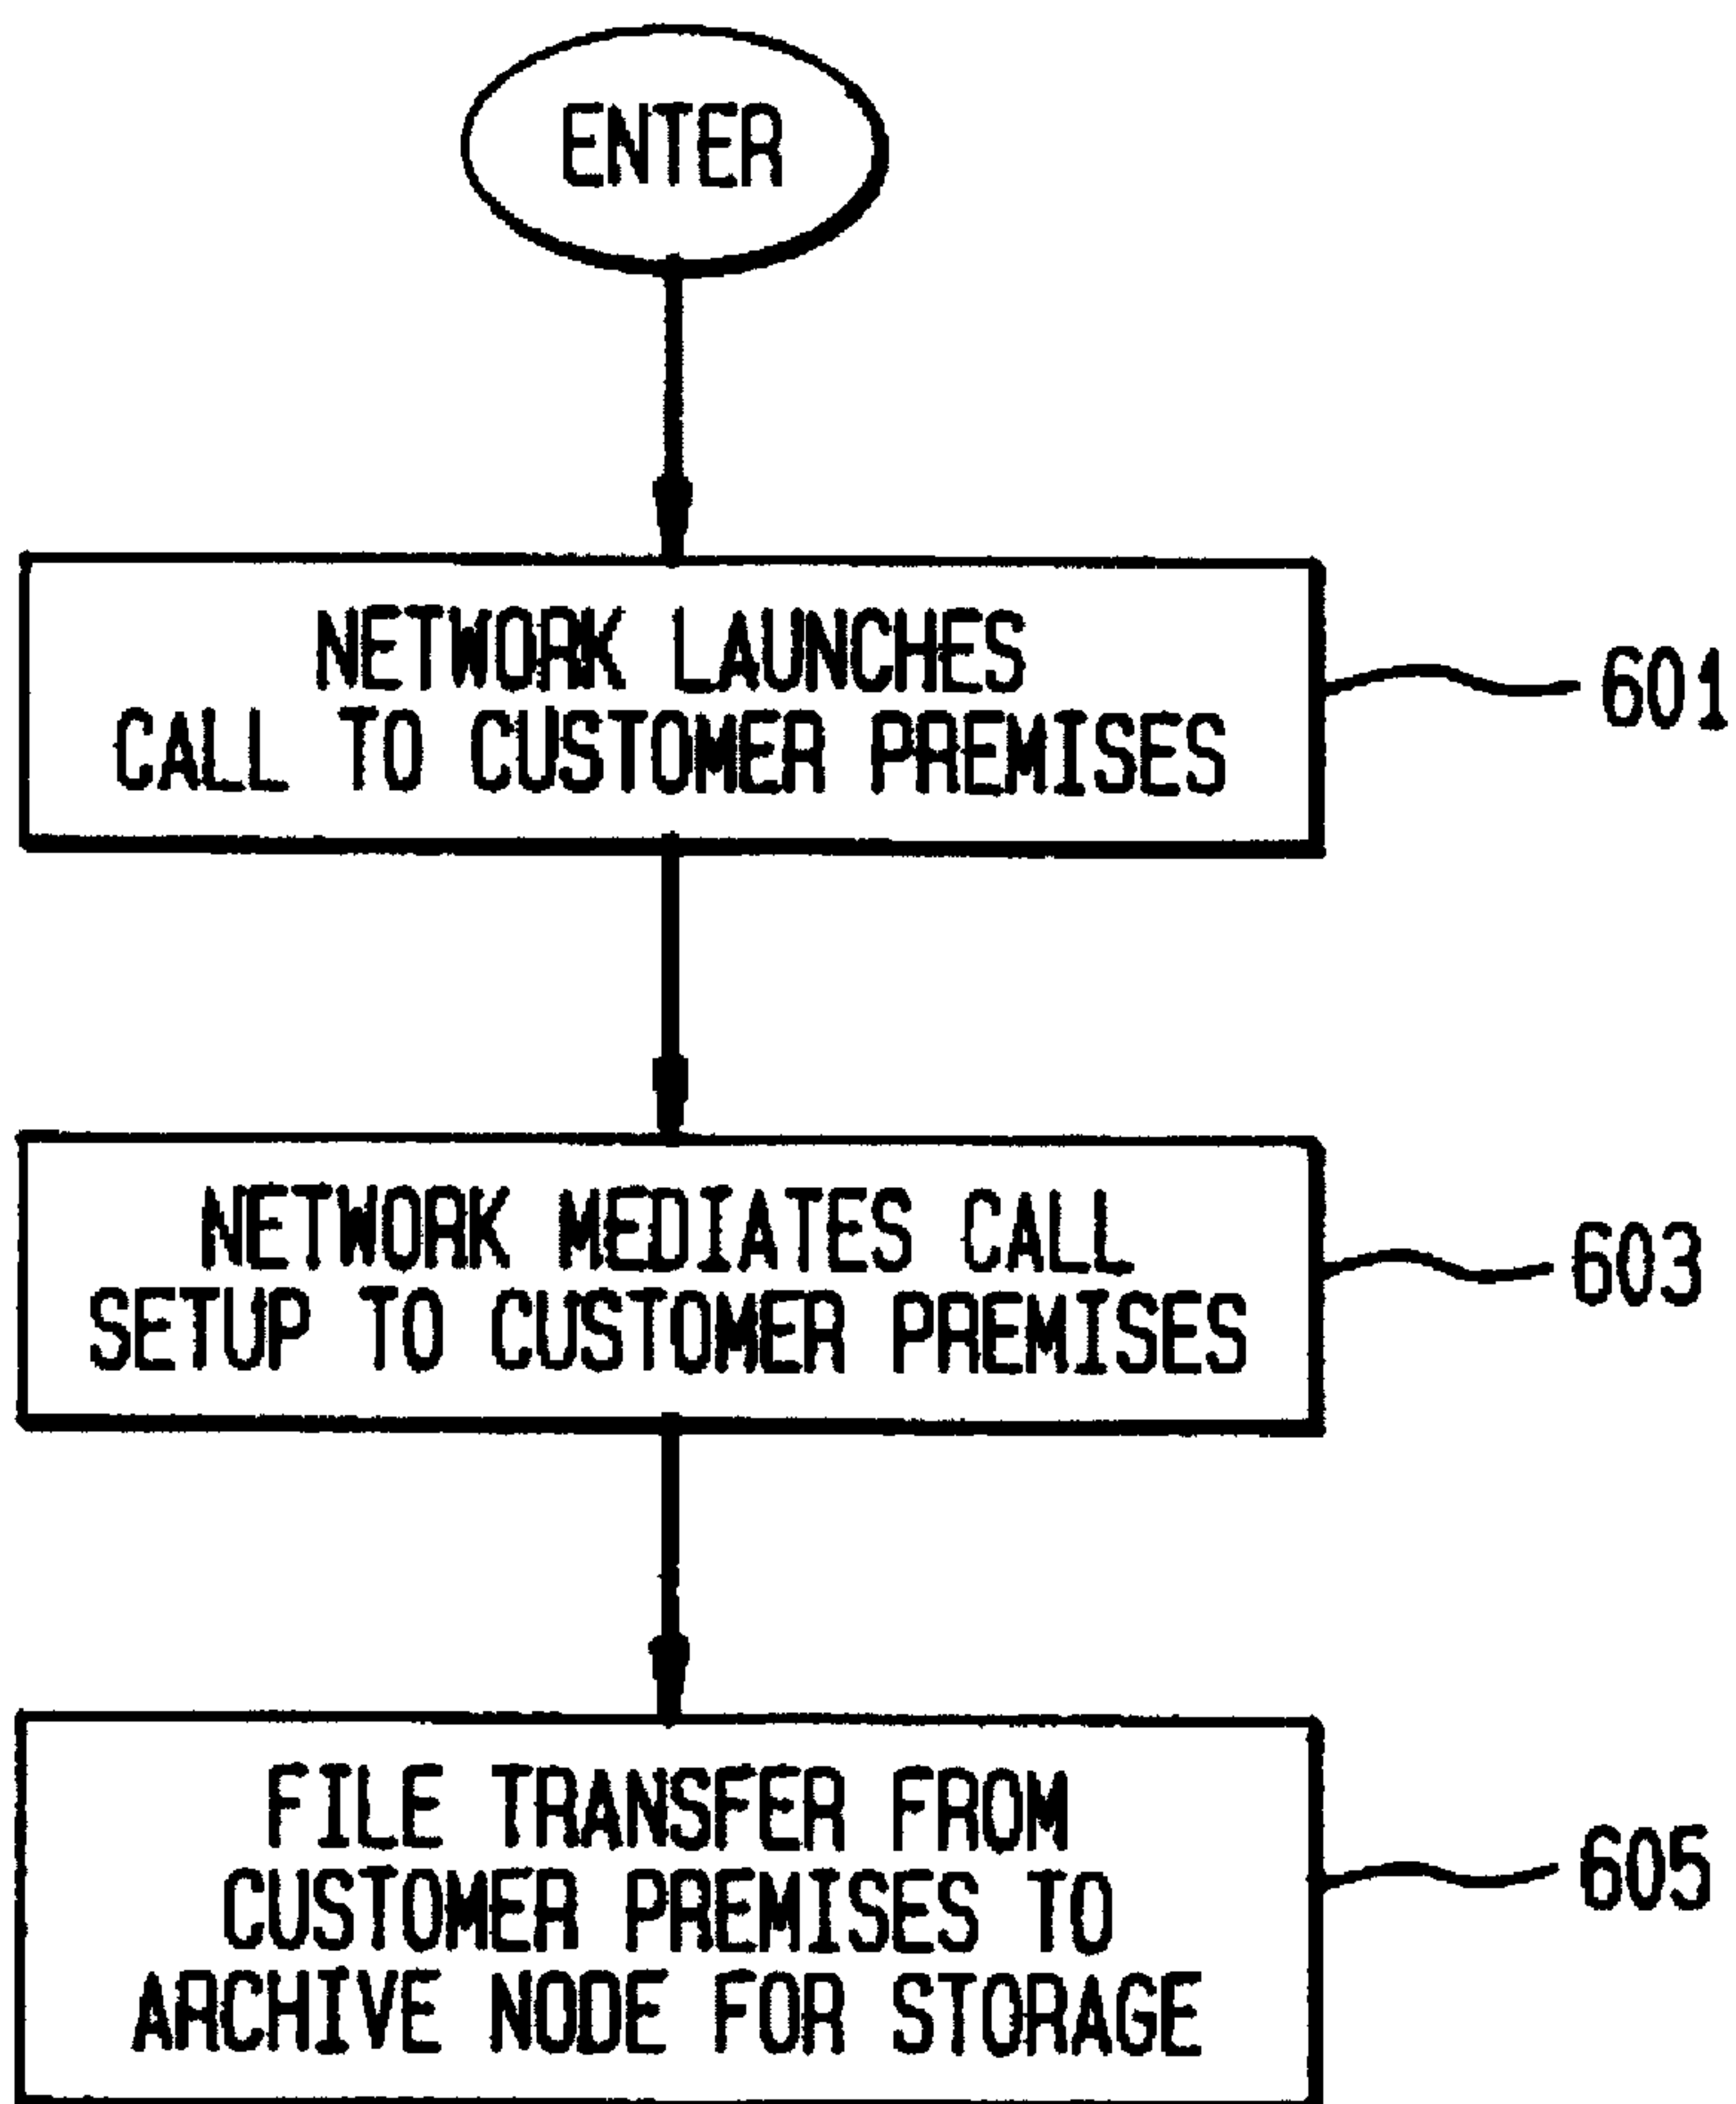 ENTER
NETWORK LAUNCHES
CALL TO CUSTOMER PREMISES
601
NETWORK MEDIATES CALL
SETUP TO CUSTOMER PREMISES
603
FILE TRANSFER FROM
CUSTOMER PREMISES TO
ARCHIVE NODE FOR STORAGE
605